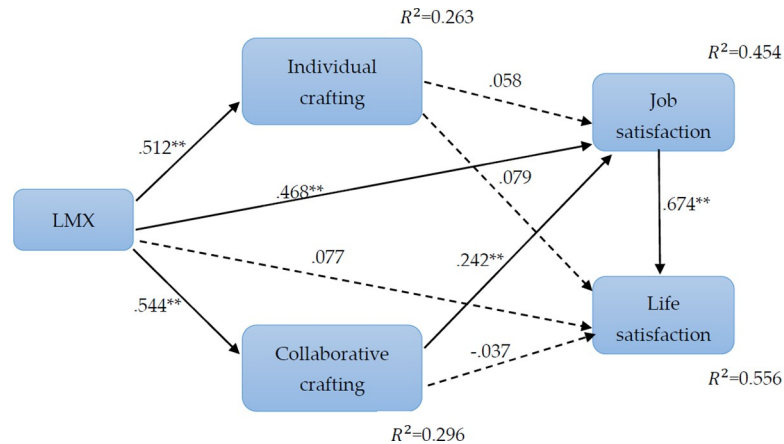 R²=0.263
Individual
crafting
R²=0.454
Job
satisfaction
.058
.512**
.079
.468**
.674**
LMX
.077
.242**
.544**
Life
satisfaction
Collaborative
crafting
-.037
R²=0.556
R²=0.296